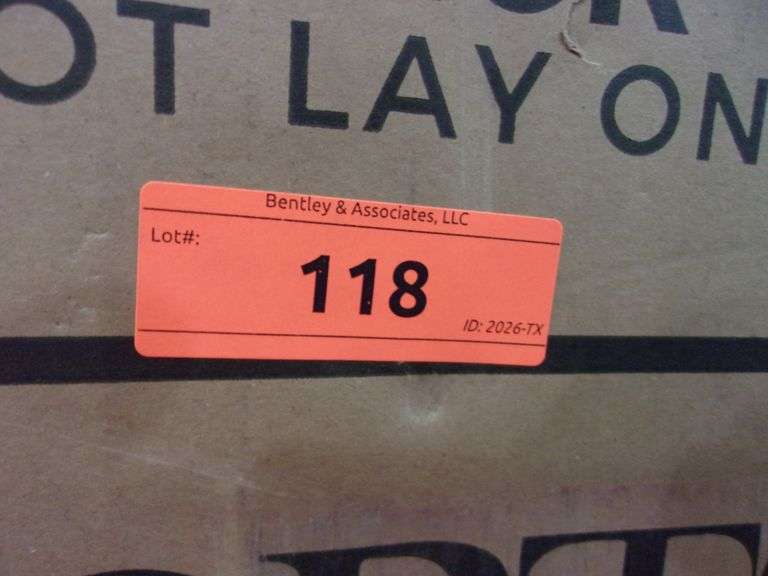 OT LAY ON
Bentley & Associates, LLC
Lot#:
118
ID: 2026-TX